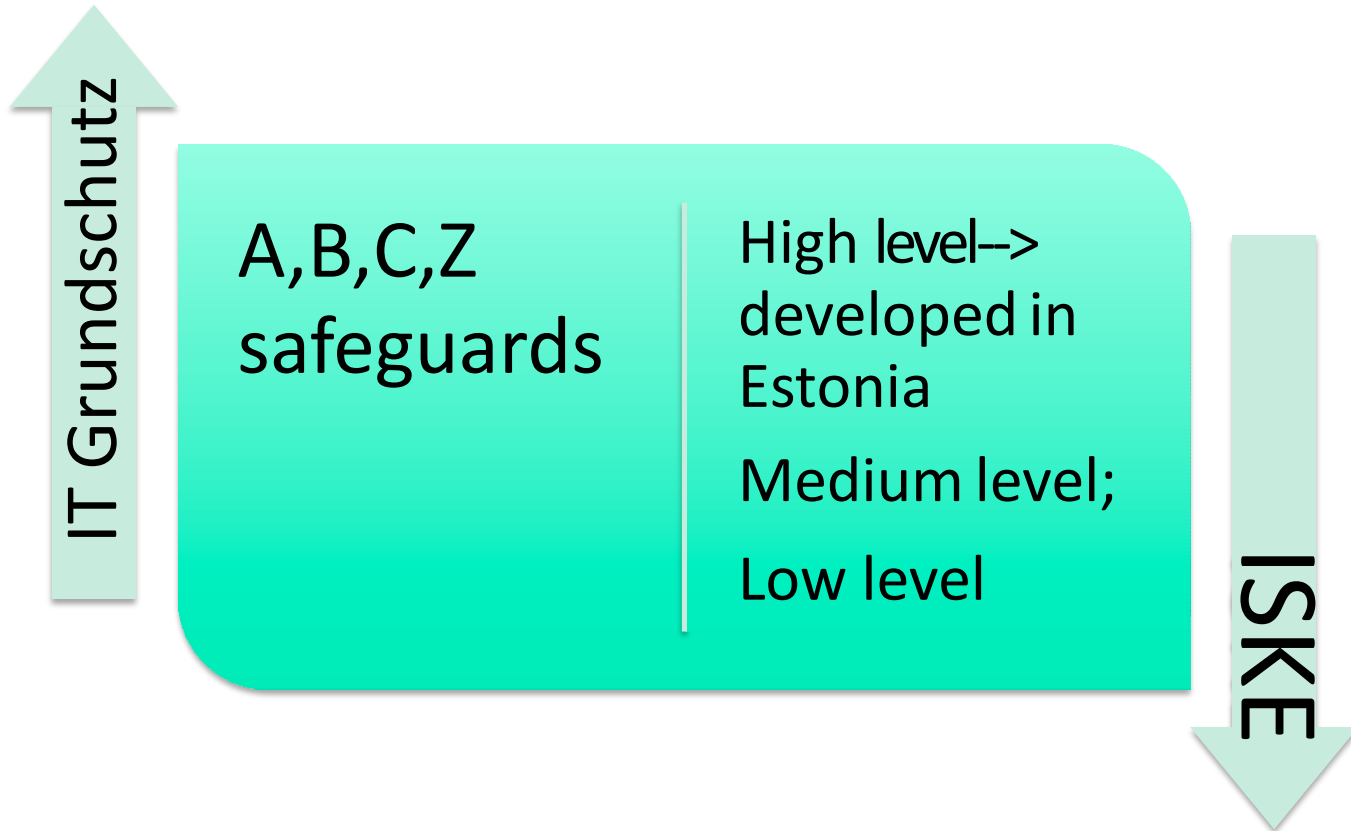 IT Grundschutz
A,B,C,Z
safeguards
High level-->
developed in
Estonia
Medium level;
Low level
ISKE